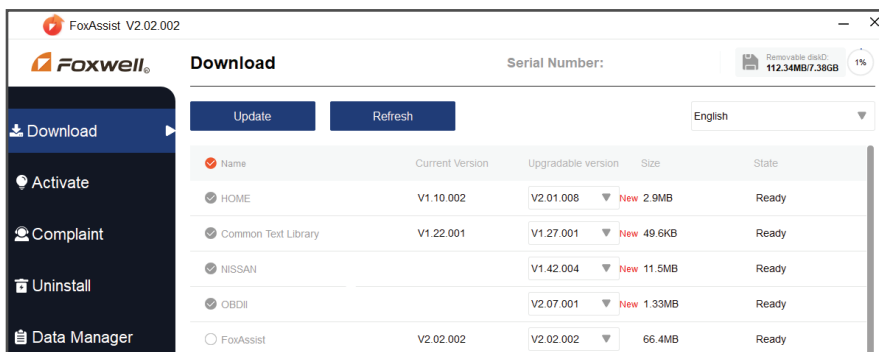 FoxAssist V2.02.002
FOXWELL®
Download
Serial Number:
Removable diskD:
112.34MB/7.38GB
1%
Download
Activate
Complaint
Uninstall
Data Manager
Update Refresh English
Name Current Version Upgradable version Size State
HOME V1.10.002 V2.01.008 New 2.9MB Ready
Common Text Library V1.22.001 V1.27.001 New 49.6KB Ready
NISSAN V1.42.004 New 11.5MB Ready
OBDII V2.07.001 New 1.33MB Ready
FoxAssist V2.02.002 V2.02.002 66.4MB Ready